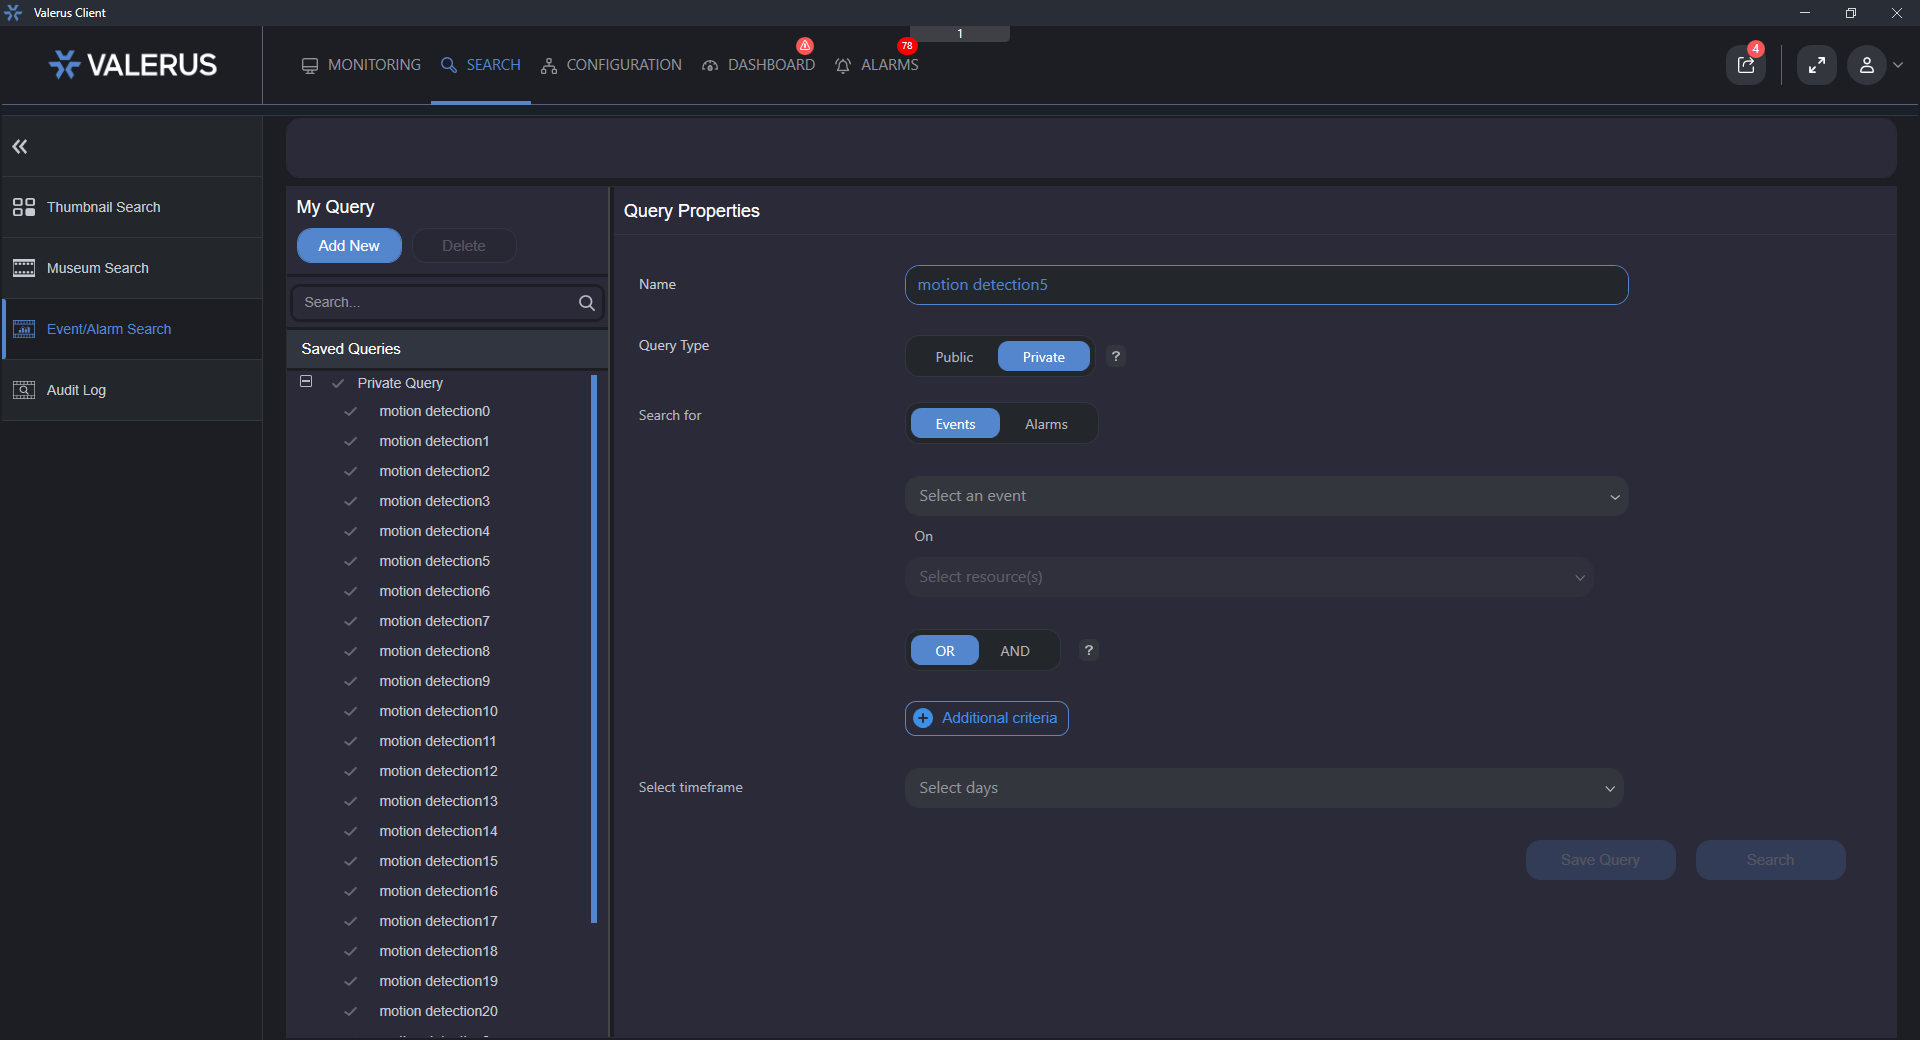 Valerus Client
1
VALERUS
MONITORING
SEARCH
CONFIGURATION
DASHBOARD
78
ALARMS
4
Thumbnail Search
Museum Search
Event/Alarm Search
Audit Log
My Query
Add New
Delete
Search...
Saved Queries
Private Query
motion detection0
motion detection1
motion detection2
motion detection3
motion detection4
motion detection5
motion detection6
motion detection7
motion detection8
motion detection9
motion detection10
motion detection11
motion detection12
motion detection13
motion detection14
motion detection15
motion detection16
motion detection17
motion detection18
motion detection19
motion detection20
Query Properties
Name
motion detection5
Query Type
Public
Private
?
Search for
Events
Alarms
Select an event
On
Select resource(s)
OR
AND
?
Additional criteria
Select timeframe
Select days
Save Query
Search